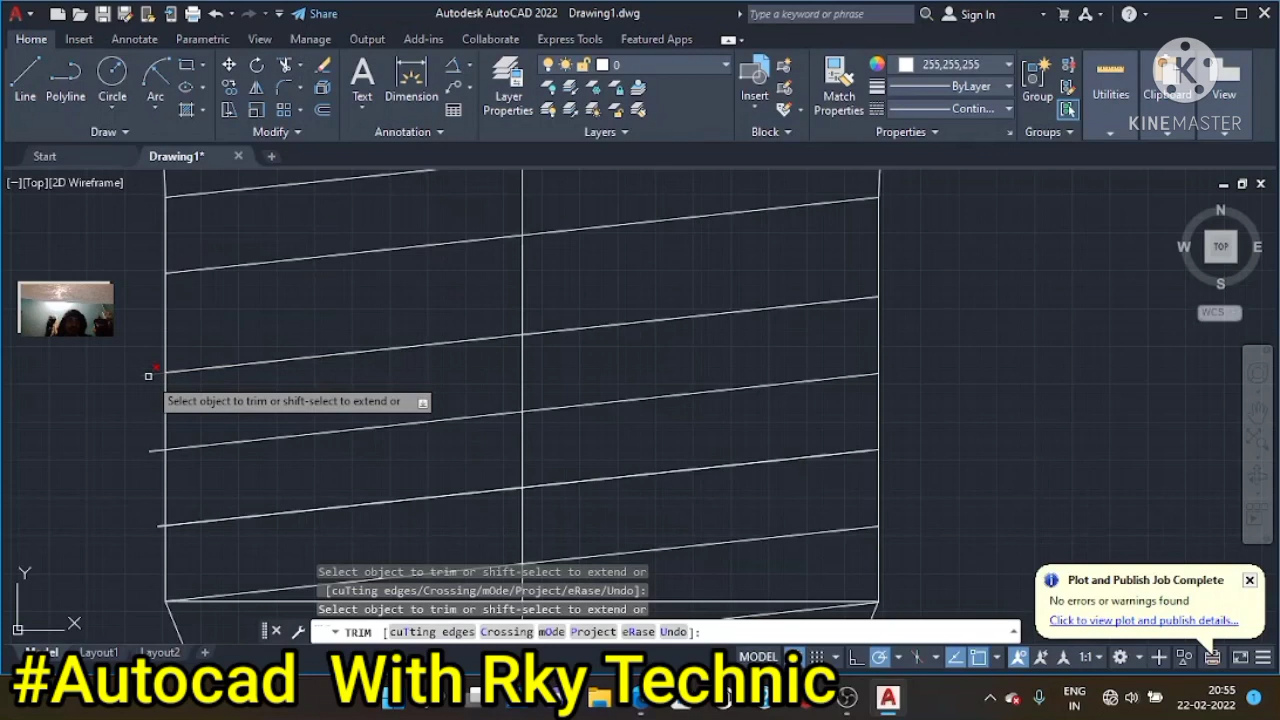 Share
Autodesk AutoCAD 2022 Drawing1.dwg
Type a keyword or phrase
Sign In
Home Insert Annotate Parametric View Manage Output Add-ins Collaborate Express Tools Featured Apps
Line Polyline Circle Arc
Draw
Modify
Text Dimension
Annotation
Layer Properties
0
Layers
Insert
Block
Match Properties
255,255,255
ByLayer
Contin...
Properties
Group
Groups
Utilities
Clipboard
View
K
KINEMASTER
Start Drawing1*
[−][Top][2D Wireframe]
N
W TOP E
S
WCS
Select object to trim or shift-select to extend or
Y
X
Select object to trim or shift-select to extend or
[cuTting edges/Crossing/mOde/Project/eRase/Undo]:
Select object to trim or shift-select to extend or
TRIM [cuTting edges Crossing mOde Project eRase Undo]:
Plot and Publish Job Complete
No errors or warnings found
Click to view plot and publish details...
Model Layout1 Layout2
MODEL
1:1
#Autocad With Rky Technic
A
ENG
IN
20:55
22-02-2022
1